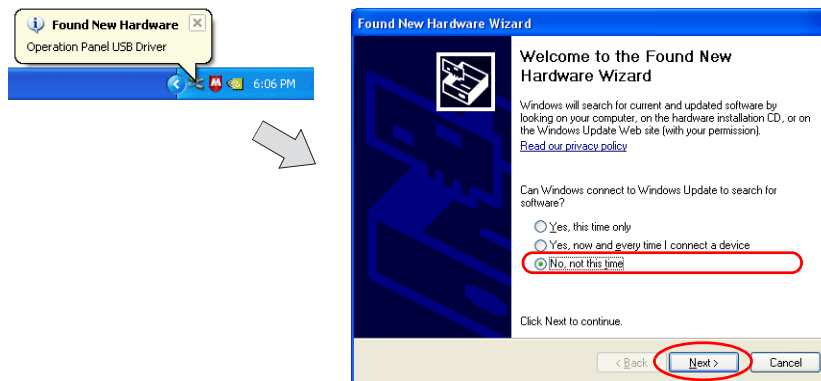 Found New Hardware
Operation Panel USB Driver
6:06 PM
Found New Hardware Wizard
Welcome to the Found New
Hardware Wizard
Windows will search for current and updated software by
looking on your computer, on the hardware installation CD, or on
the Windows Update Web site (with your permission).
Read our privacy policy
Can Windows connect to Windows Update to search for
software?
Yes, this time only
Yes, now and every time I connect a device
No, not this time
Click Next to continue.
< Back
Next >
Cancel